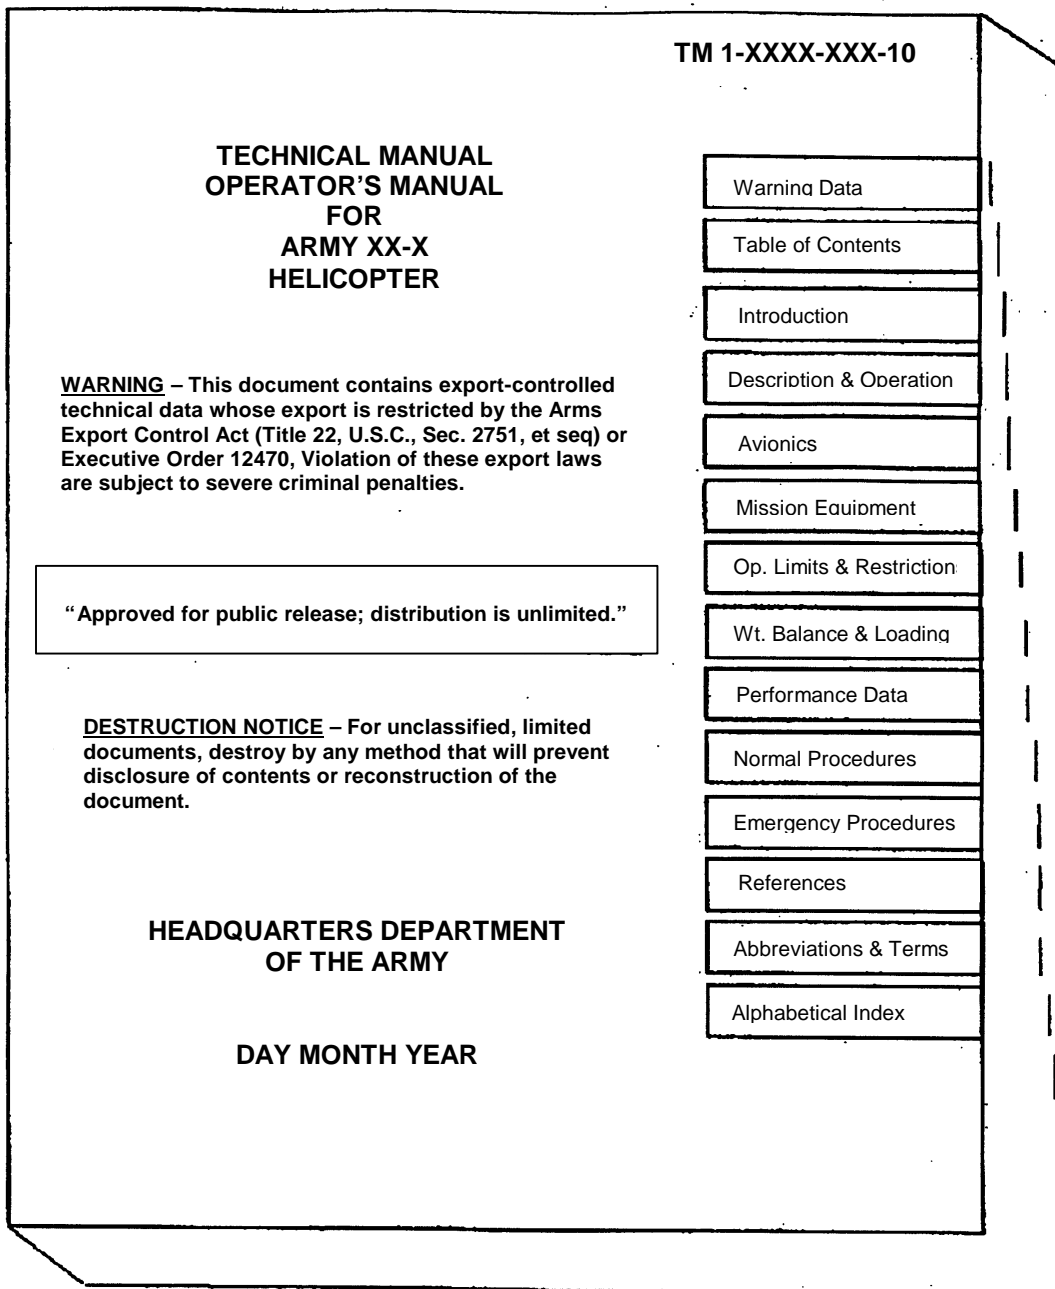 TM 1-XXXX-XXX-10
TECHNICAL MANUAL
OPERATOR’S MANUAL
FOR
ARMY XX-X
HELICOPTER
WARNING – This document contains export-controlled
technical data whose export is restricted by the Arms
Export Control Act (Title 22, U.S.C., Sec. 2751, et seq) or
Executive Order 12470, Violation of these export laws
are subject to severe criminal penalties.
“Approved for public release; distribution is unlimited.”
DESTRUCTION NOTICE – For unclassified, limited
documents, destroy by any method that will prevent
disclosure of contents or reconstruction of the
document.
HEADQUARTERS DEPARTMENT
OF THE ARMY
DAY MONTH YEAR
Warning Data
Table of Contents
Introduction
Description & Operation
Avionics
Mission Equipment
Op. Limits & Restrictions
Wt. Balance & Loading
Performance Data
Normal Procedures
Emergency Procedures
References
Abbreviations & Terms
Alphabetical Index